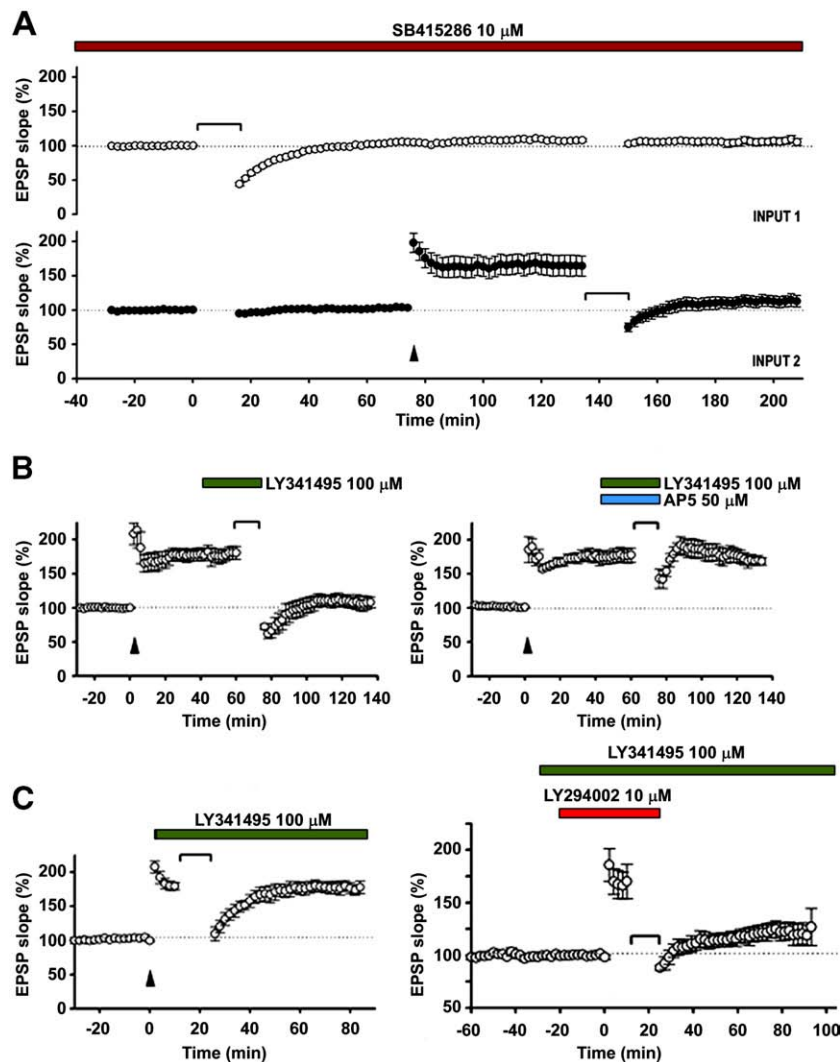 A
SB415286 10 µM
EPSP slope (%)
200
150
100
50
0
INPUT 1
EPSP slope (%)
200
150
100
50
0
INPUT 2
-40 -20 0 20 40 60 80 100 120 140 160 180 200
Time (min)
B
LY341495 100 µM
EPSP slope (%)
200
150
100
50
0
-20 0 20 40 60 80 100 120 140
Time (min)
LY341495 100 µM
AP5 50 µM
EPSP slope (%)
200
150
100
50
0
-20 0 20 40 60 80 100 120 140
Time (min)
C
LY341495 100 µM
EPSP slope (%)
200
150
100
50
0
-20 0 20 40 60 80
Time (min)
LY341495 100 µM
LY294002 10 µM
EPSP slope (%)
200
150
100
50
-60 -40 -20 0 20 40 60 80 100
Time (min)